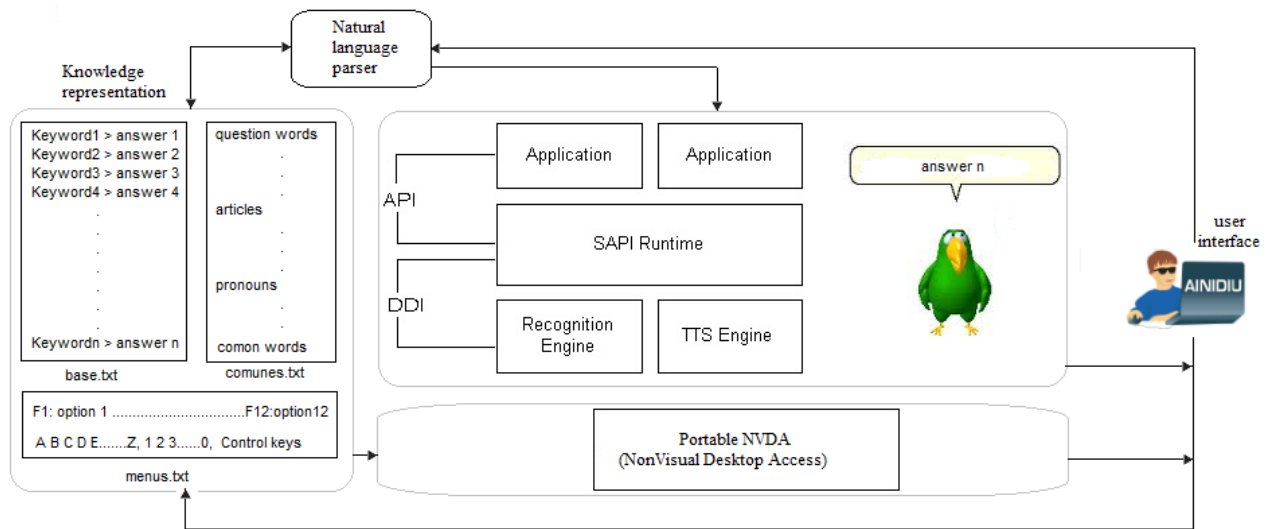 Natural
language
parser
Knowledge
representation
Keyword1 > answer 1
Keyword2 > answer 2
Keyword3 > answer 3
Keyword4 > answer 4
.
.
.
.
.
.
Keywordn > answer n
base.txt
question words
.
.
.
articles
.
.
.
pronouns
.
.
comon words
comunes.txt
F1: option 1 ..................................F12:option12
A B C D E.......Z, 1 2 3......0, Control keys
menus.txt
API
DDI
Application
Application
SAPI Runtime
Recognition
Engine
TTS Engine
answer n
user
interface
AINIDIU
Portable NVDA
(NonVisual Desktop Access)